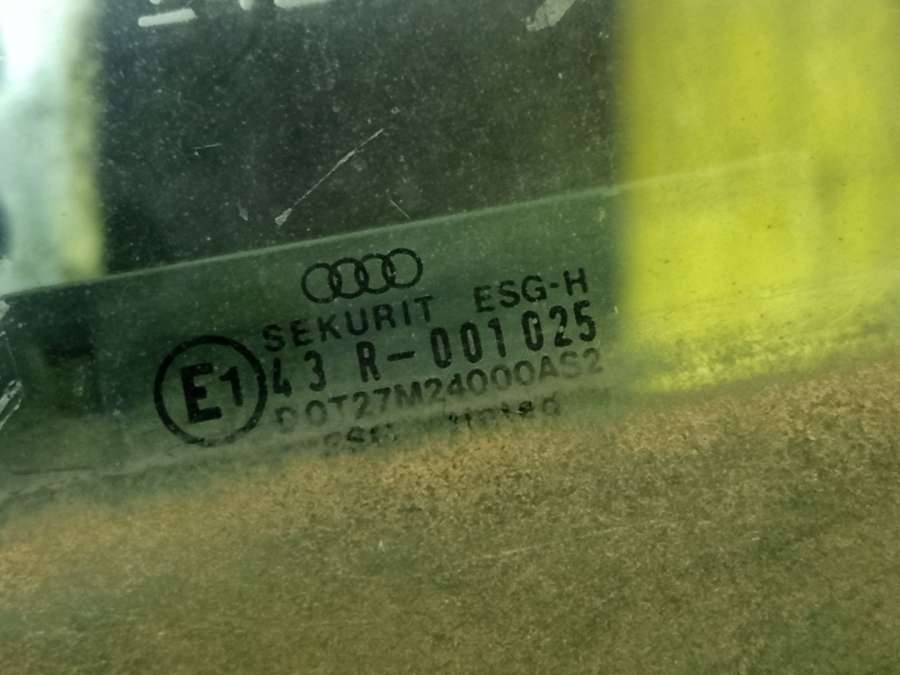 SEKURIT ESG-H
E1 43 R-001025
DOT27M24000AS2